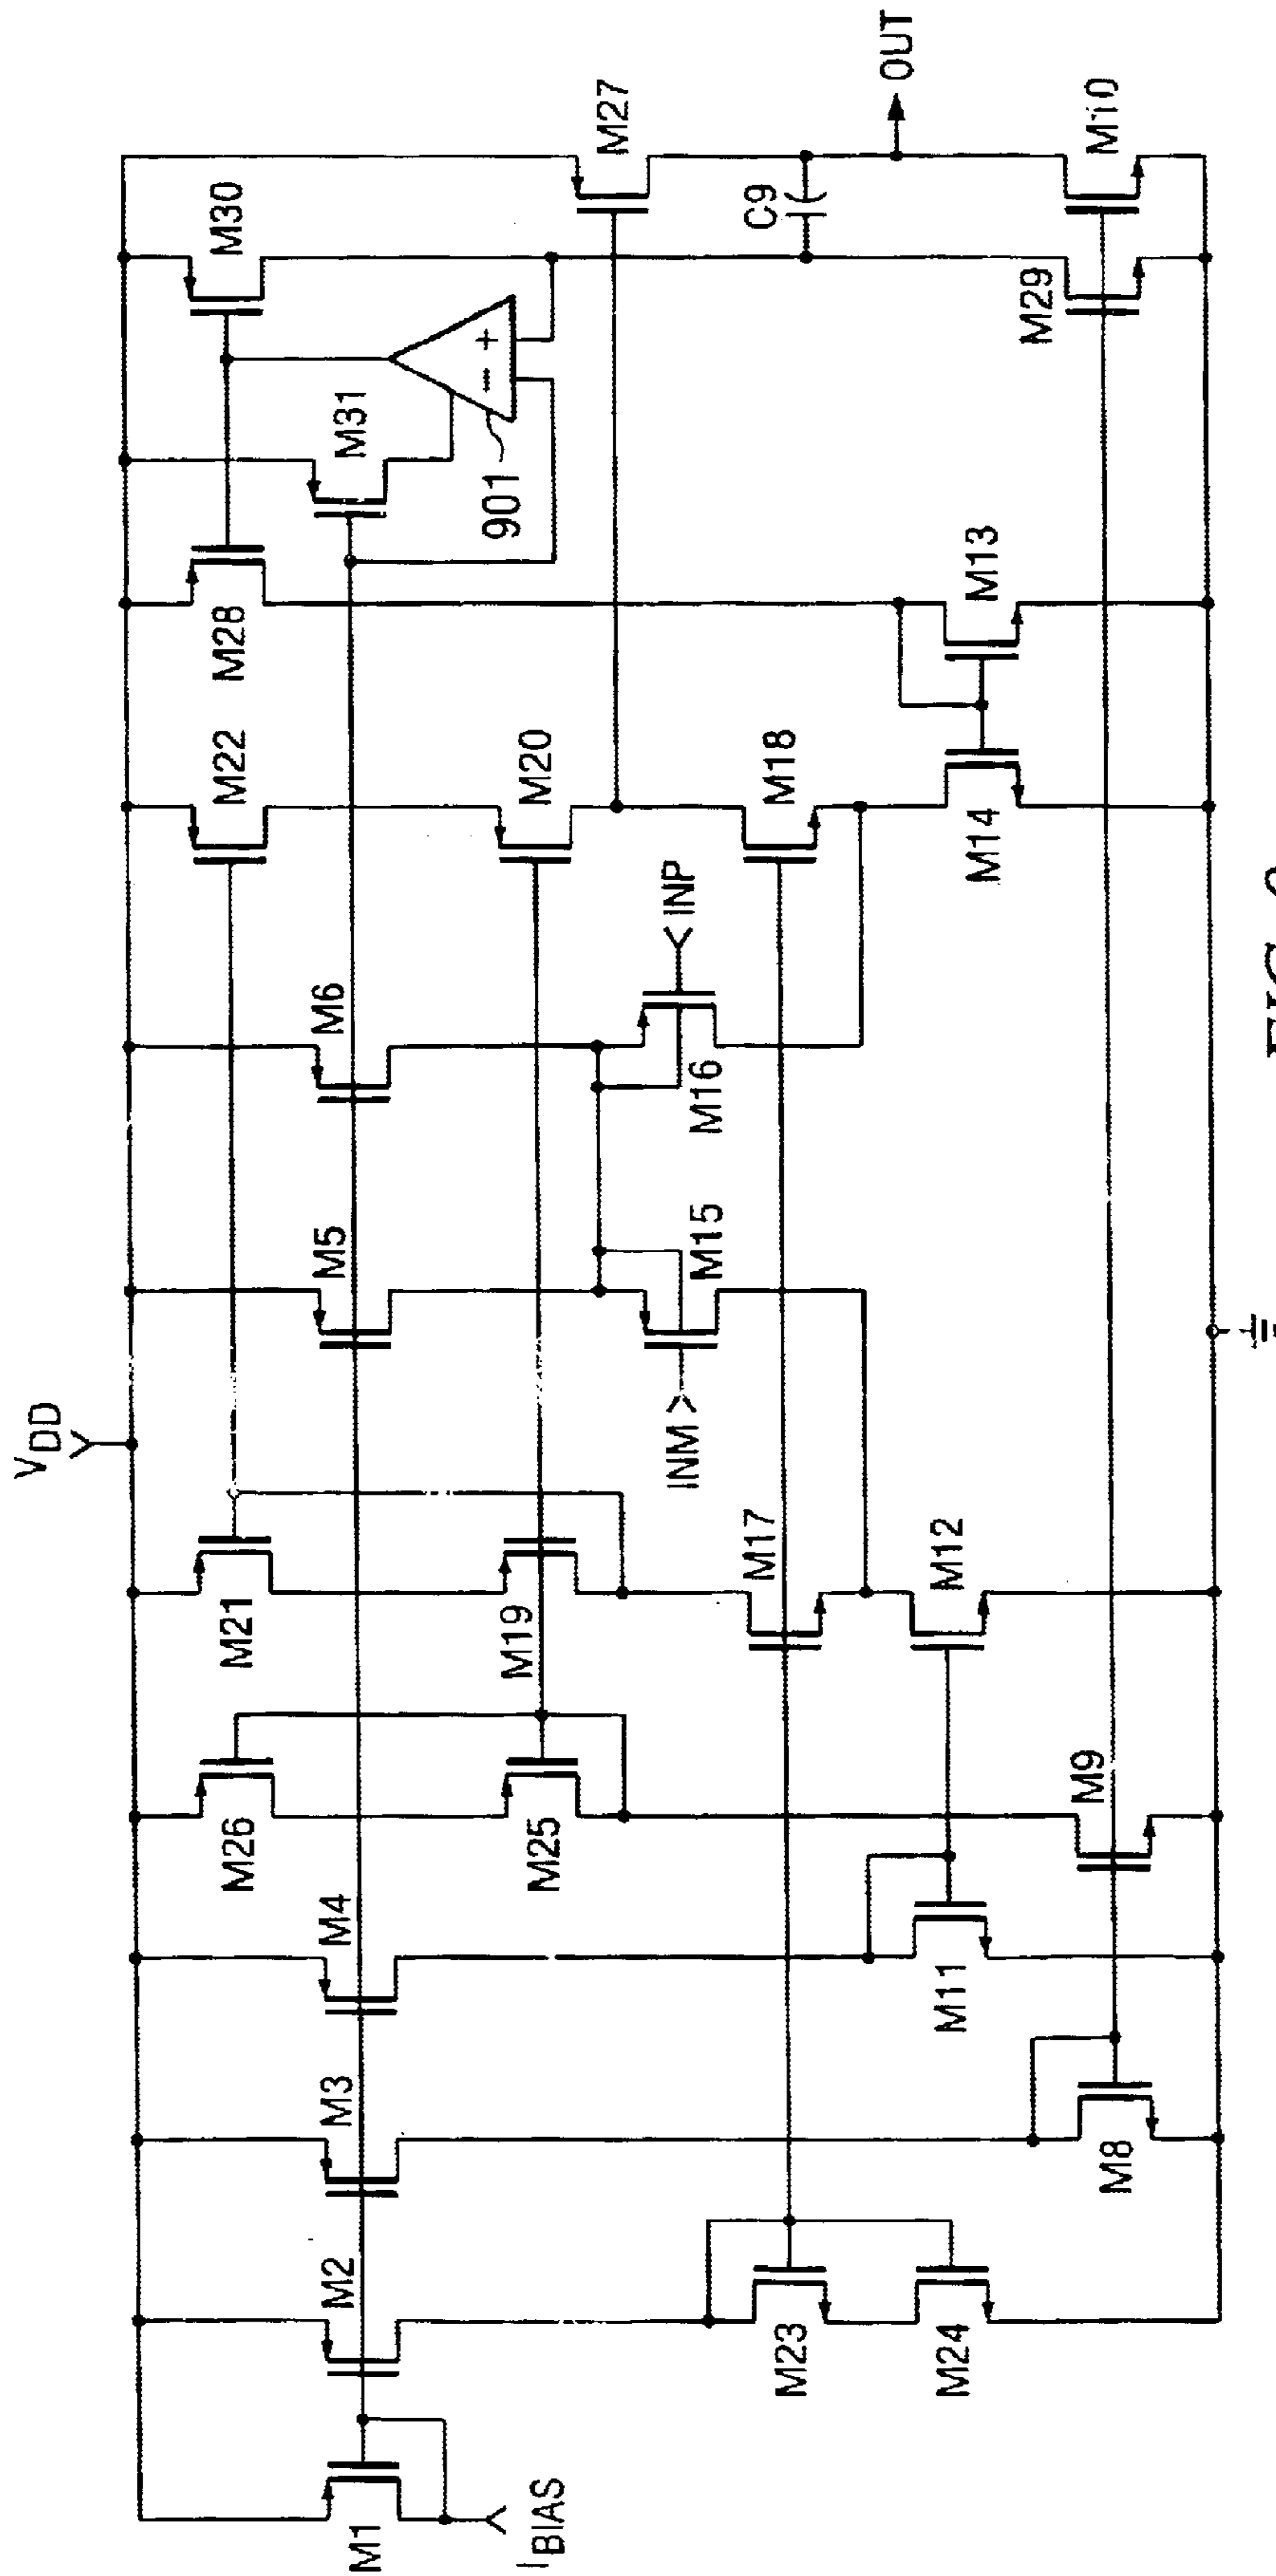 VDD
M1
IBIAS
M2
M3
M4
M26
M21
M5
M6
M22
M28
M31
M30
901
− +
M25
M19
M20
M27
INM
M15
M16
INP
M23
M17
M18
C9
OUT
M24
M11
M12
M14
M13
M8
M9
M29
M10